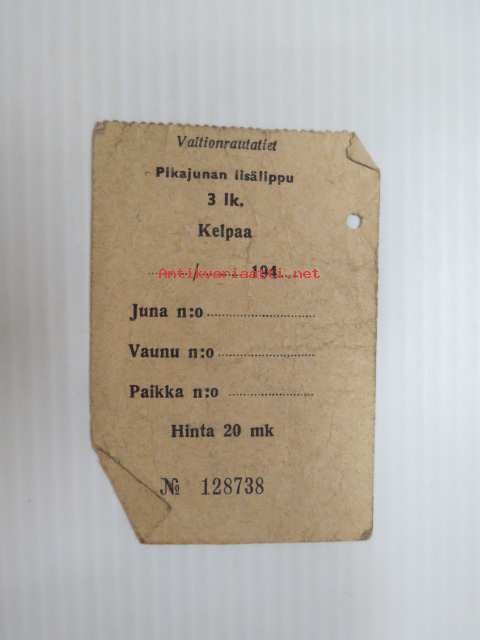 Valtionrautatiet
Pikajunan lisälippu
3 lk.
Kelpaa
........./.........194.....
Antikvariaatti.net
Juna n:o............................
Vaunu n:o.........................
Paikka n:o ......................
Hinta 20 mk
№ 128738